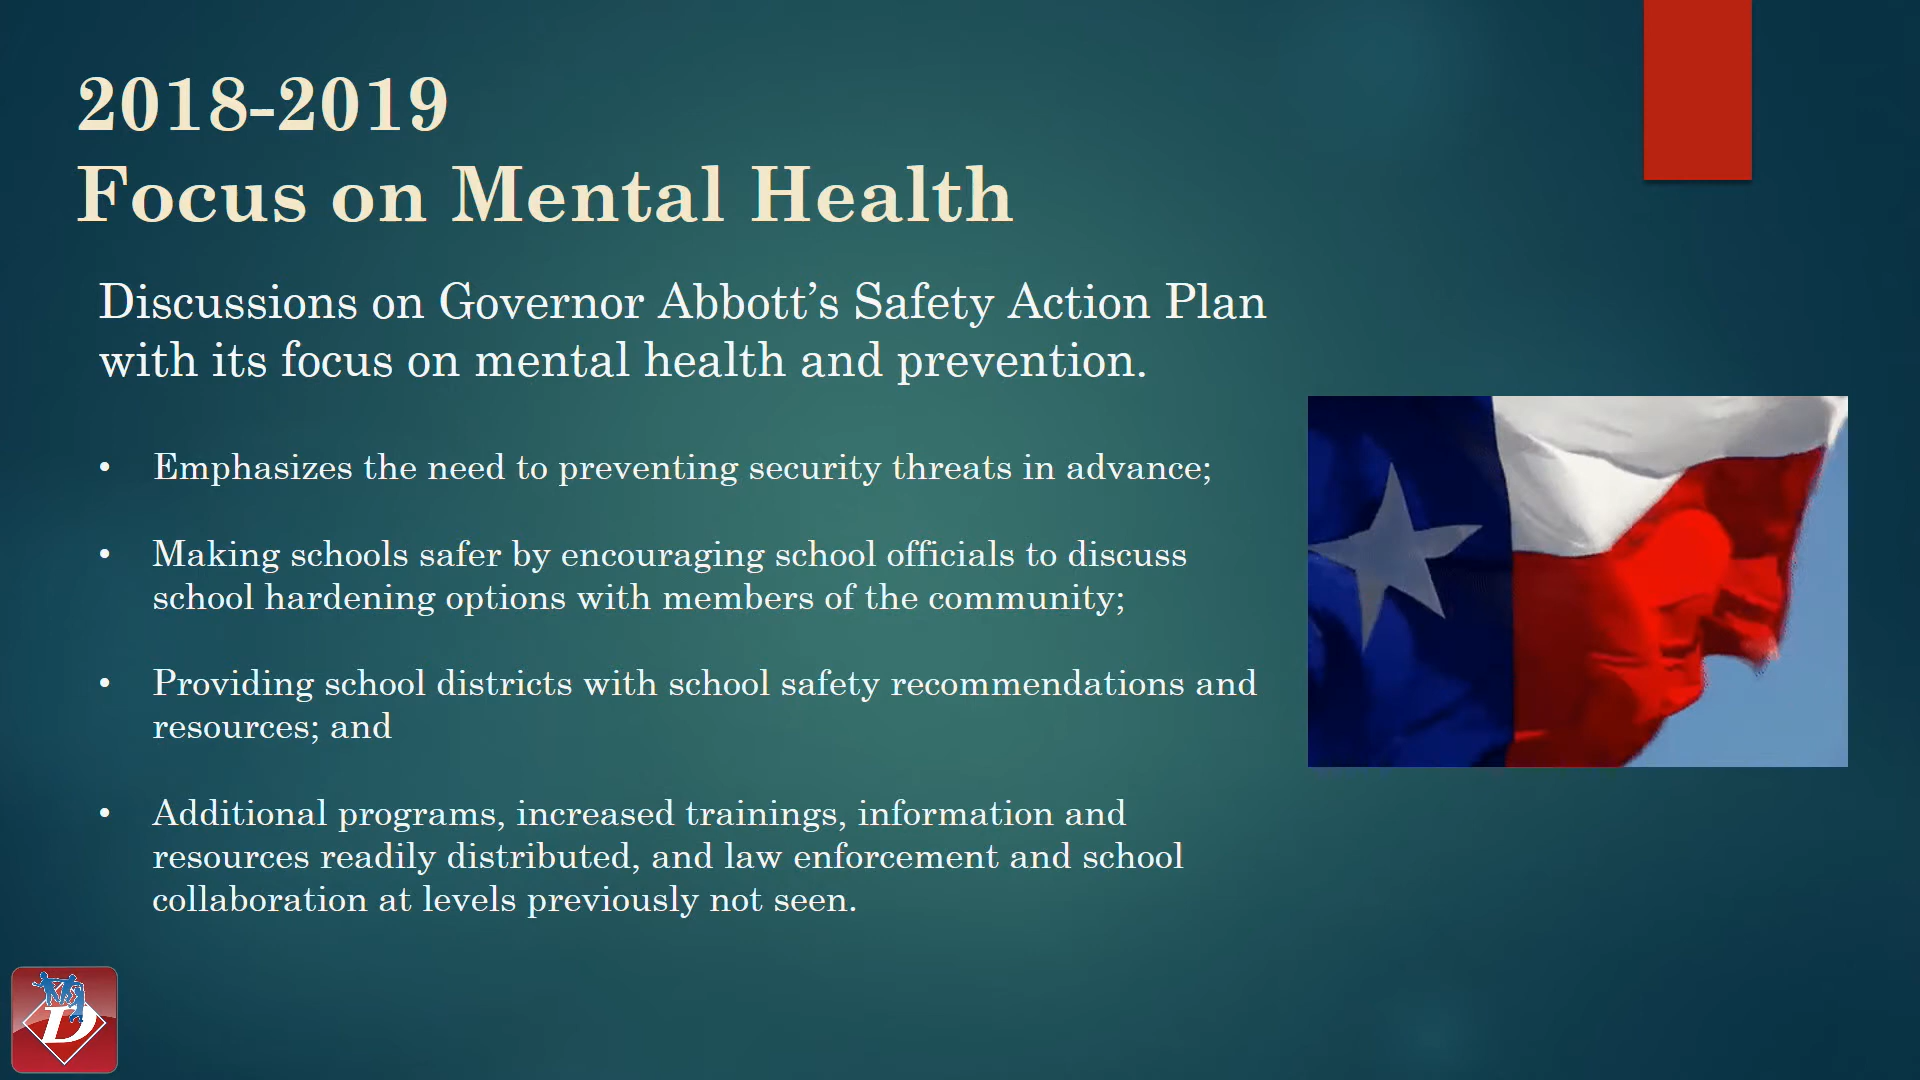 2018-2019
Focus on Mental Health
Discussions on Governor Abbott’s Safety Action Plan
with its focus on mental health and prevention.
• Emphasizes the need to preventing security threats in advance;
• Making schools safer by encouraging school officials to discuss
school hardening options with members of the community;
• Providing school districts with school safety recommendations and
resources; and
• Additional programs, increased trainings, information and
resources readily distributed, and law enforcement and school
collaboration at levels previously not seen.
D